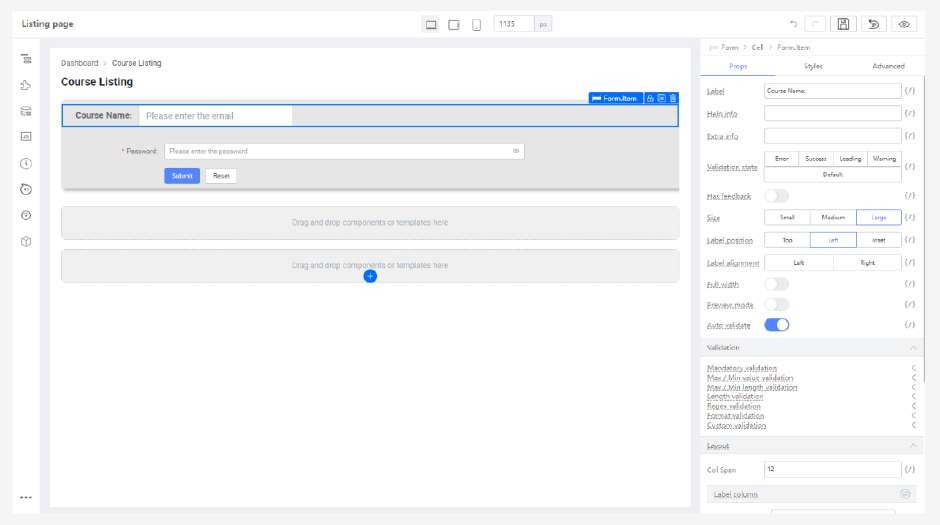 Listing page
1135 px
Dashboard > Course Listing
Course Listing
Form.Item
Course Name: Please enter the email
* Password: Please enter the password
Submit Reset
Drag and drop components or templates here
Drag and drop components or templates here
Form > Cell > Form.Item
Props Styles Advanced
Label Course Name: {/}
Help info {/}
Extra info {/}
Validation state Error Success Loading Warning {/}
Default
Has feedback {/}
Size Small Medium Large {/}
Label position Top Left Inset {/}
Label alignment Left Right {/}
Full width {/}
Preview mode {/}
Auto validate {/}
Validation
Mandatory validation
Max / Min value validation
Max / Min length validation
Length validation
Regex validation
Format validation
Custom validation
Layout
Col Span 12 {/}
Label column